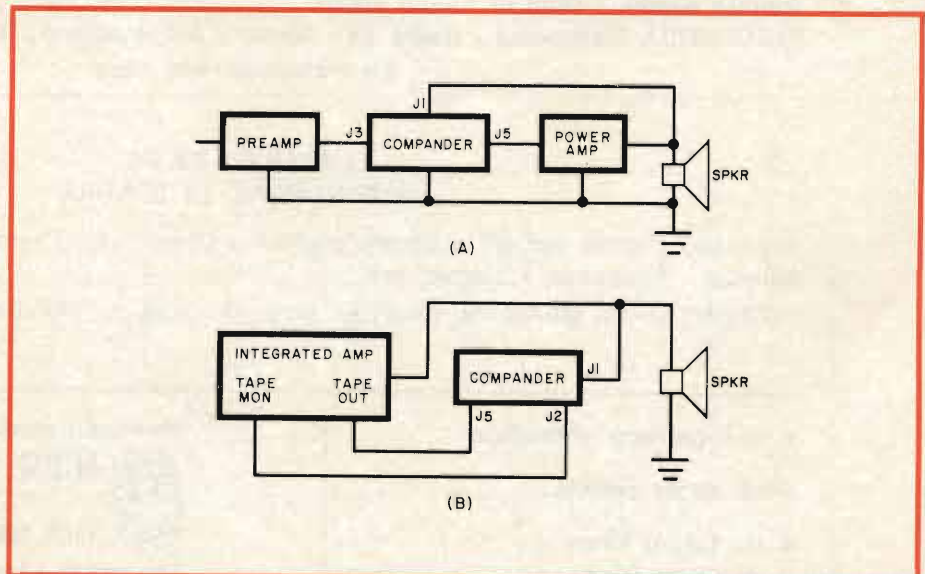 J1
PREAMP
J3
COMPANDER
J5
POWER
AMP
SPKR
(A)
INTEGRATED AMP
TAPE
MON
TAPE
OUT
COMPANDER
J1
J5
J2
SPKR
(B)